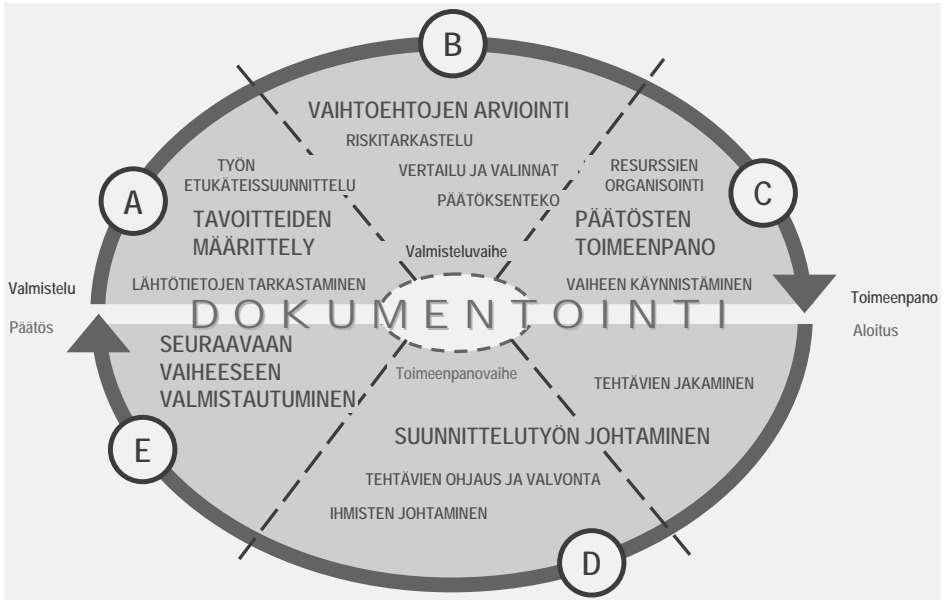 B
VAIHTOEHTOJEN ARVIOINTI
RISKITARKASTELU
VERTAILU JA VALINNAT
PÄÄTÖKSENTEKO
A
TYÖN
ETUKÄTEISSUUNNITTELU
TAVOITTEIDEN
MÄÄRITTELY
LÄHTÖTIETOJEN TARKASTAMINEN
C
RESURSSIEN
ORGANISOINTI
PÄÄTÖSTEN
TOIMEENPANO
VAIHEEN KÄYNNISTÄMINEN
Valmisteluvaihe
Valmistelu
Toimeenpano
DOKUMENTOINTI
Päätös
Aloitus
SEURAAVAAN
VAIHEESEEN
VALMISTAUTUMINEN
Toimeenpanovaihe
TEHTÄVIEN JAKAMINEN
E
SUUNNITTELUTYÖN JOHTAMINEN
TEHTÄVIEN OHJAUS JA VALVONTA
IHMISTEN JOHTAMINEN
D